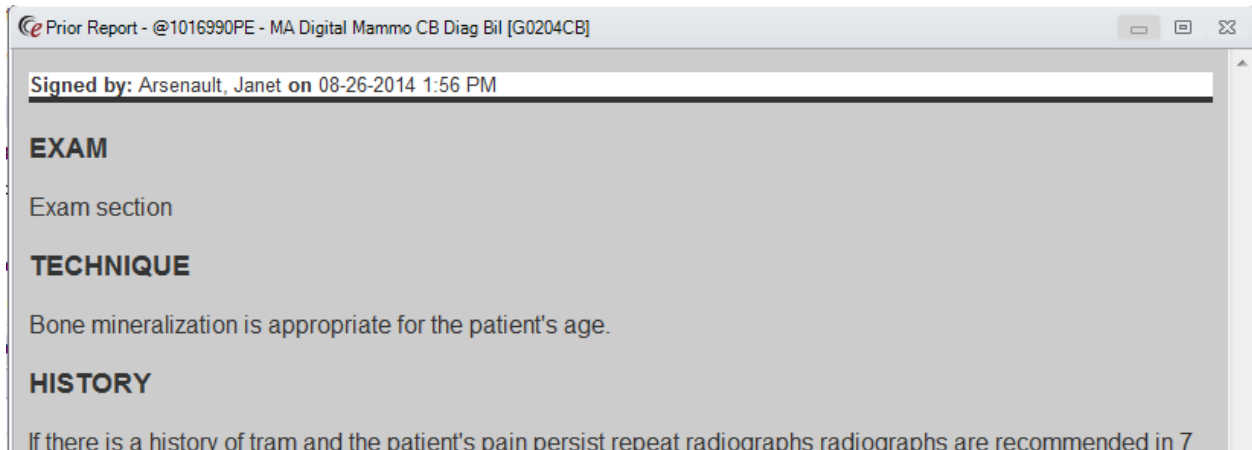 Prior Report - @1016990PE - MA Digital Mammo CB Diag Bil [G0204CB]
Signed by: Arsenault, Janet on 08-26-2014 1:56 PM
EXAM
Exam section
TECHNIQUE
Bone mineralization is appropriate for the patient's age.
HISTORY
If there is a history of tram and the patient's pain persist repeat radiographs radiographs are recommended in 7